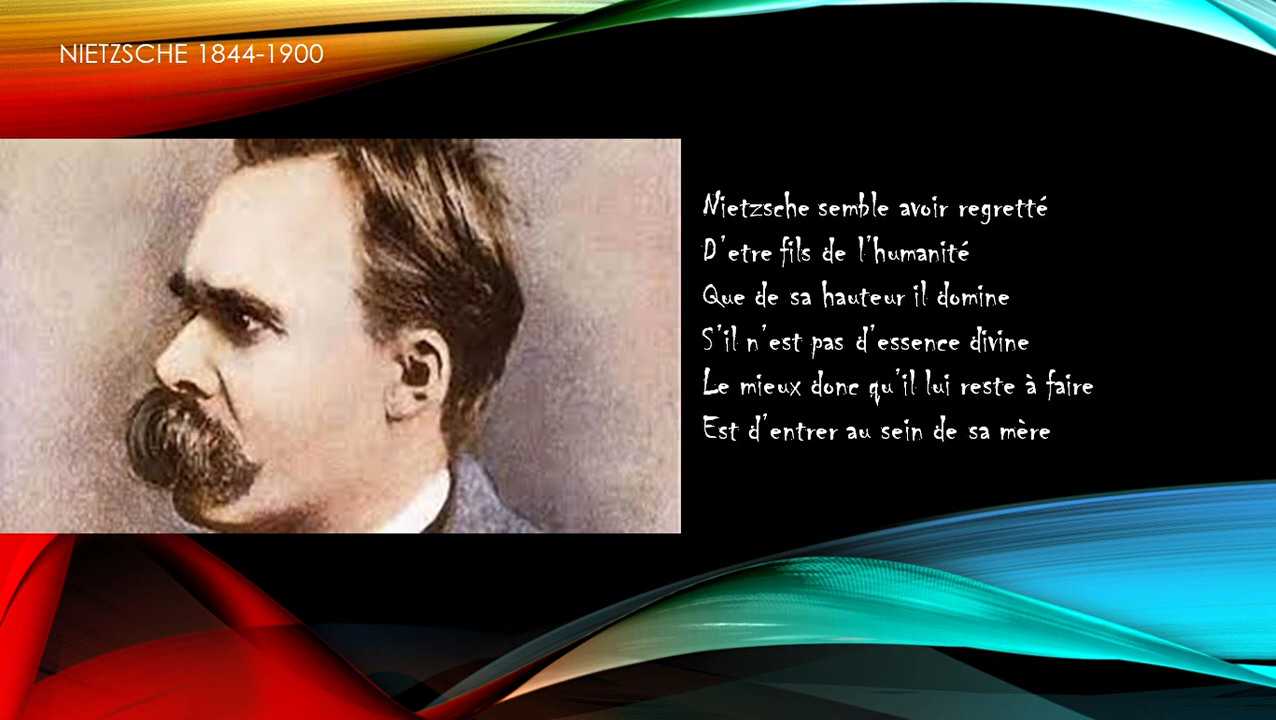 NIETZSCHE 1844-1900
Nietzsche semble avoir regretté
D'etre fils de l'humanité
Que de sa hauteur il domine
S'il n'est pas d'essence divine
Le mieux donc qu'il lui reste à faire
Est d'entrer au sein de sa mère